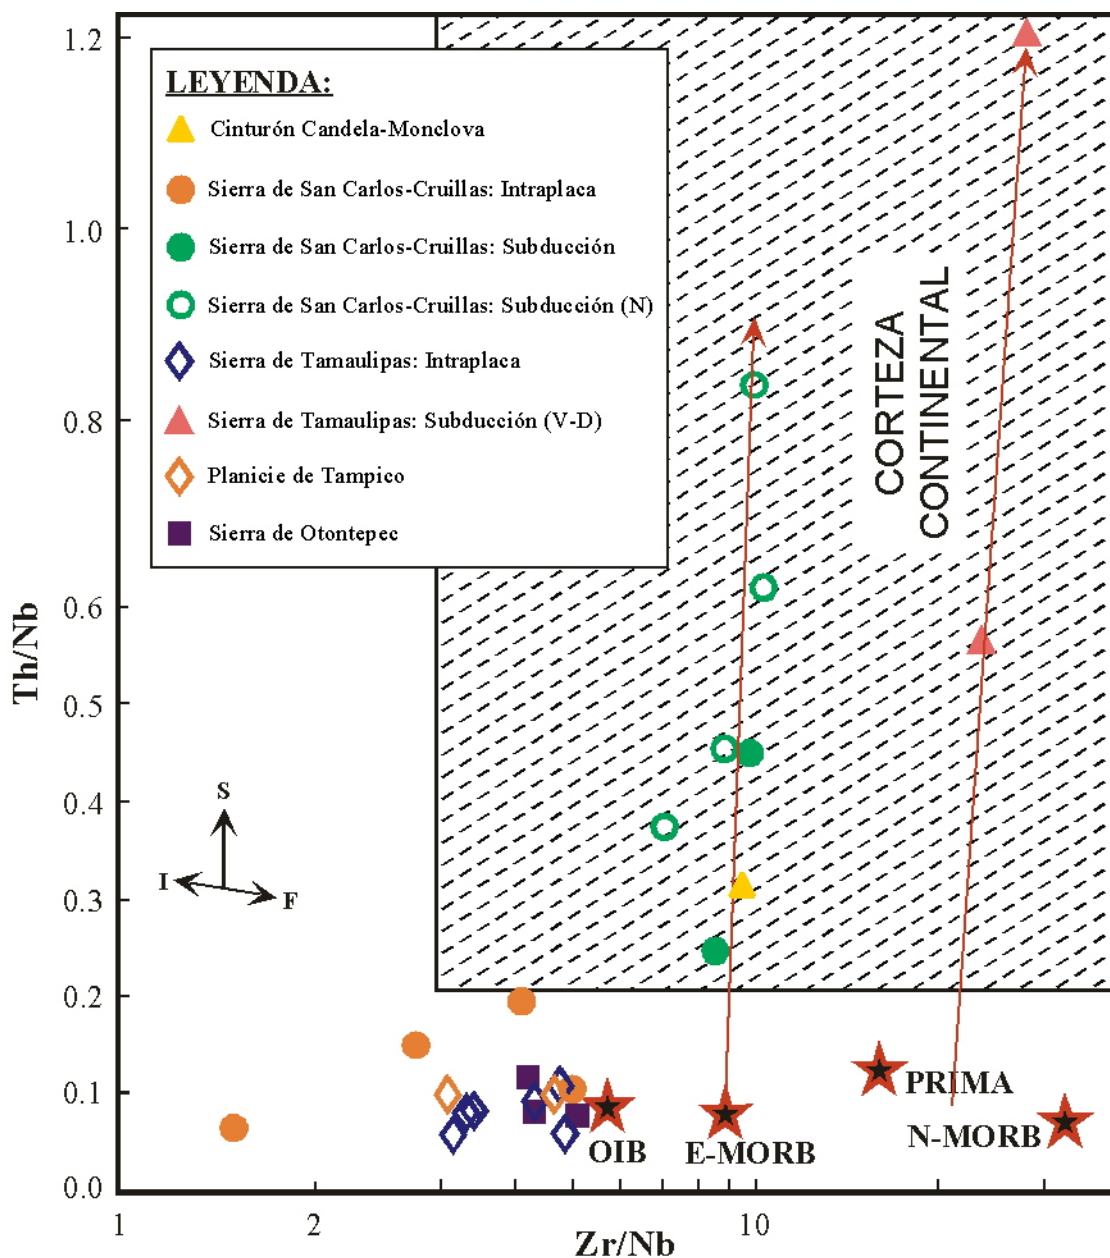 1.2
1.0
0.8
0.6
0.5
0.4
0.3
0.2
0.1
0.0
Th/Nb
LEYENDA:
Cinturón Candela-Monclova
Sierra de San Carlos-Cruillas: Intraplaca
Sierra de San Carlos-Cruillas: Subducción
Sierra de San Carlos-Cruillas: Subducción (N)
Sierra de Tamaulipas: Intraplaca
Sierra de Tamaulipas: Subducción (V-D)
Planicie de Tampico
Sierra de Otontepec
CORTEZA
CONTINENTAL
S
I
F
OIB
E-MORB
PRIMA
N-MORB
1
2
10
Zr/Nb